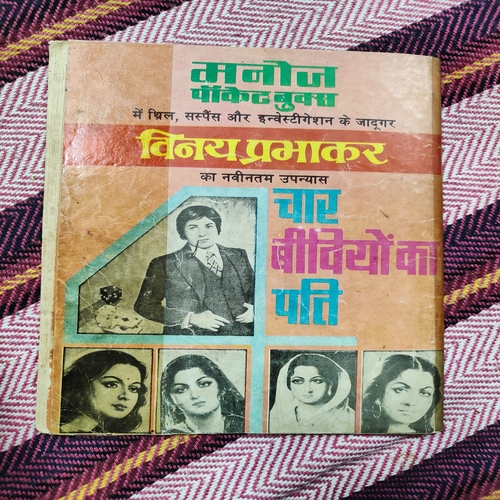 मनोज
पॉकेट बुक्स
में थ्रिल, सस्पैंस और इन्वेस्टीगेशन के जादूगर
विनय प्रभाकर
का नवीनतम उपन्यास
चार
बीवियों का
पति